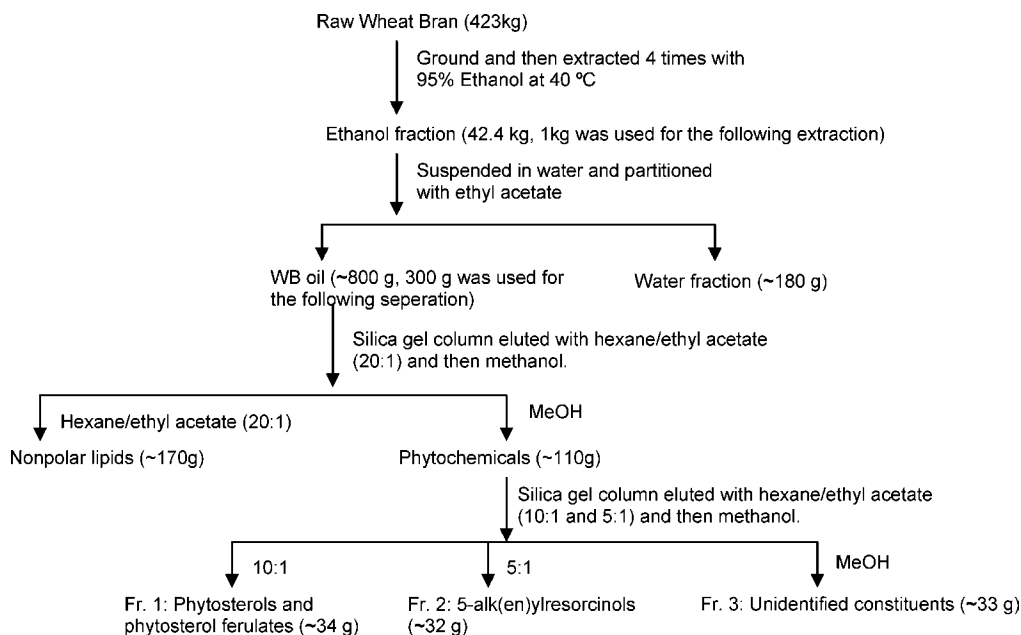 Raw Wheat Bran (423kg)
Ground and then extracted 4 times with
95% Ethanol at 40 ºC
Ethanol fraction (42.4 kg, 1kg was used for the following extraction)
Suspended in water and partitioned
with ethyl acetate
WB oil (~800 g, 300 g was used for
the following seperation)
Water fraction (~180 g)
Silica gel column eluted with hexane/ethyl acetate
(20:1) and then methanol.
Hexane/ethyl acetate (20:1)
MeOH
Nonpolar lipids (~170g)
Phytochemicals (~110g)
Silica gel column eluted with hexane/ethyl acetate
(10:1 and 5:1) and then methanol.
10:1
5:1
MeOH
Fr. 1: Phytosterols and
phytosterol ferulates (~34 g)
Fr. 2: 5-alk(en)ylresorcinols
(~32 g)
Fr. 3: Unidentified constituents (~33 g)